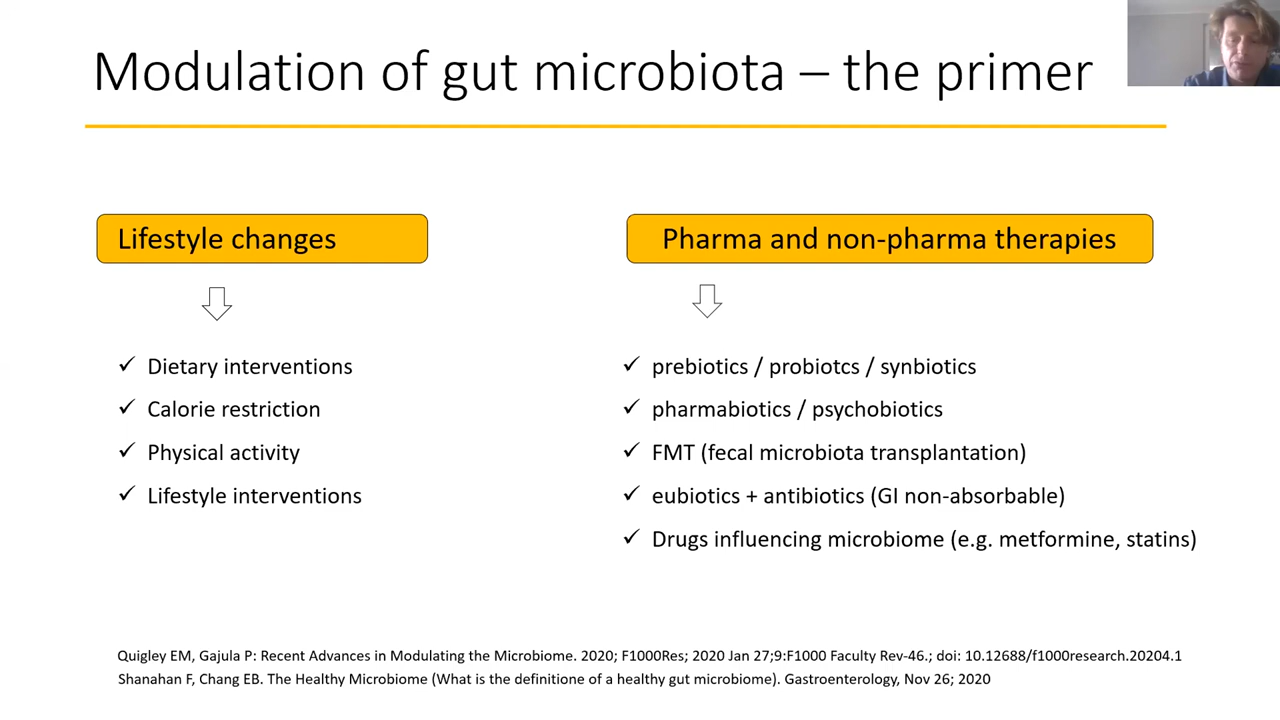 Modulation of gut microbiota – the primer
Lifestyle changes
✓ Dietary interventions
✓ Calorie restriction
✓ Physical activity
✓ Lifestyle interventions
Pharma and non-pharma therapies
✓ prebiotics / probiotcs / synbiotics
✓ pharmabiotics / psychobiotics
✓ FMT (fecal microbiota transplantation)
✓ eubiotics + antibiotics (GI non-absorbable)
✓ Drugs influencing microbiome (e.g. metformine, statins)
Quigley EM, Gajula P: Recent Advances in Modulating the Microbiome. 2020; F1000Res; 2020 Jan 27;9:F1000 Faculty Rev-46.; doi: 10.12688/f1000research.20204.1
Shanahan F, Chang EB. The Healthy Microbiome (What is the definitione of a healthy gut microbiome). Gastroenterology, Nov 26; 2020